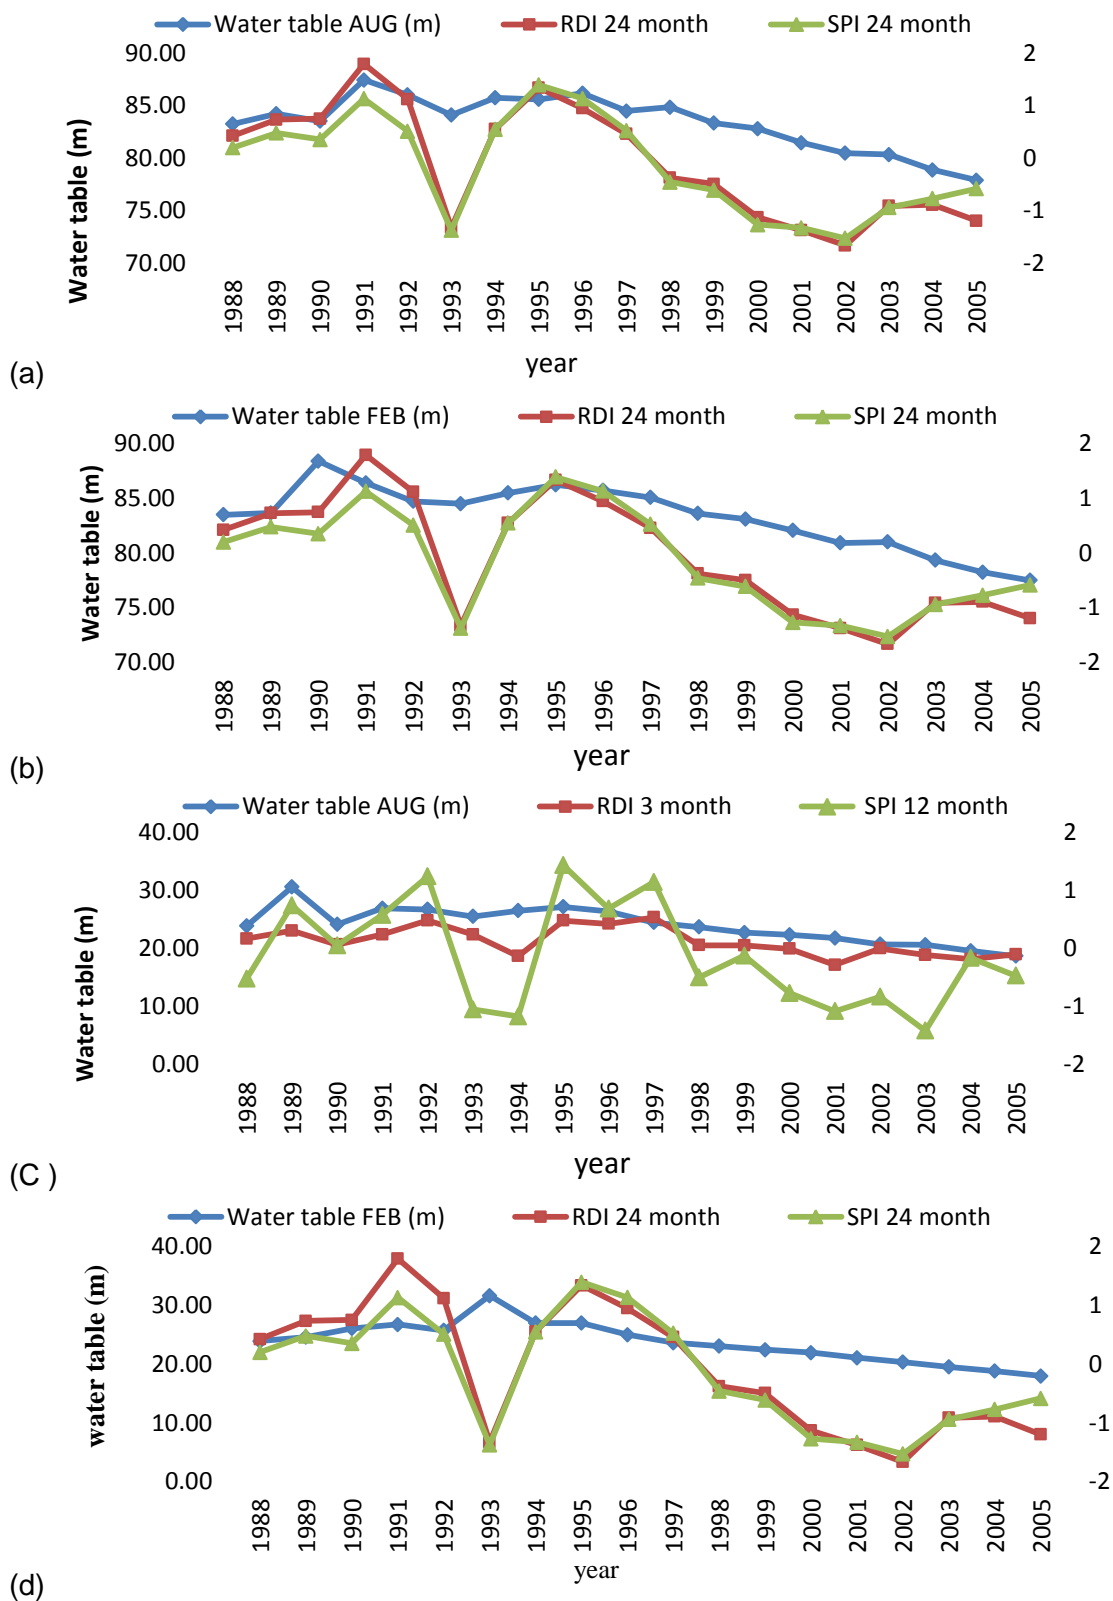 Water table AUG (m) RDI 24 month SPI 24 month
90.00 2
85.00 1
80.00 0
75.00 -1
70.00 -2
Water table (m)
1988 1989 1990 1991 1992 1993 1994 1995 1996 1997 1998 1999 2000 2001 2002 2003 2004 2005
year
(a)
Water table FEB (m) RDI 24 month SPI 24 month
90.00 2
85.00 1
80.00 0
75.00 -1
70.00 -2
Water table (m)
1988 1989 1990 1991 1992 1993 1994 1995 1996 1997 1998 1999 2000 2001 2002 2003 2004 2005
year
(b)
Water table AUG (m) RDI 3 month SPI 12 month
40.00 2
30.00 1
20.00 0
10.00 -1
0.00 -2
Water table (m)
1988 1989 1990 1991 1992 1993 1994 1995 1996 1997 1998 1999 2000 2001 2002 2003 2004 2005
year
(C )
Water table FEB (m) RDI 24 month SPI 24 month
40.00 2
30.00 1
20.00 0
10.00 -1
0.00 -2
water table (m)
1988 1989 1990 1991 1992 1993 1994 1995 1996 1997 1998 1999 2000 2001 2002 2003 2004 2005
year
(d)